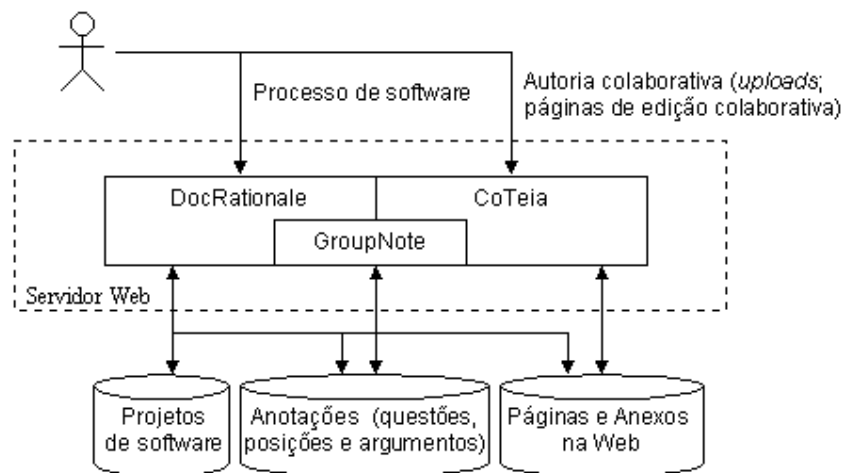 Processo de software
Autoria colaborativa (uploads;
páginas de edição colaborativa)
DocRationale
CoTeia
GroupNote
Servidor Web
Projetos
de software
Anotações (questões,
posições e argumentos)
Páginas e Anexos
na Web